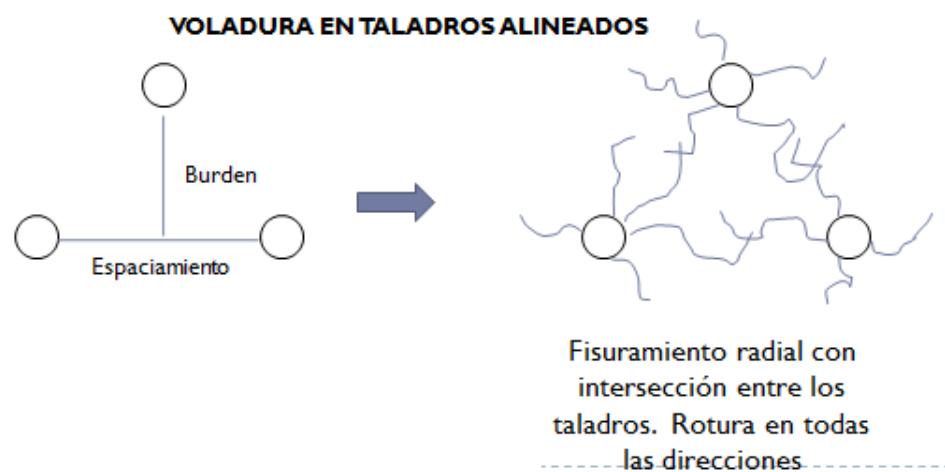 VOLADURA EN TALADROS ALINEADOS
Burden
Espaciamiento
Fisuramiento radial con
intersección entre los
taladros. Rotura en todas
las direcciones